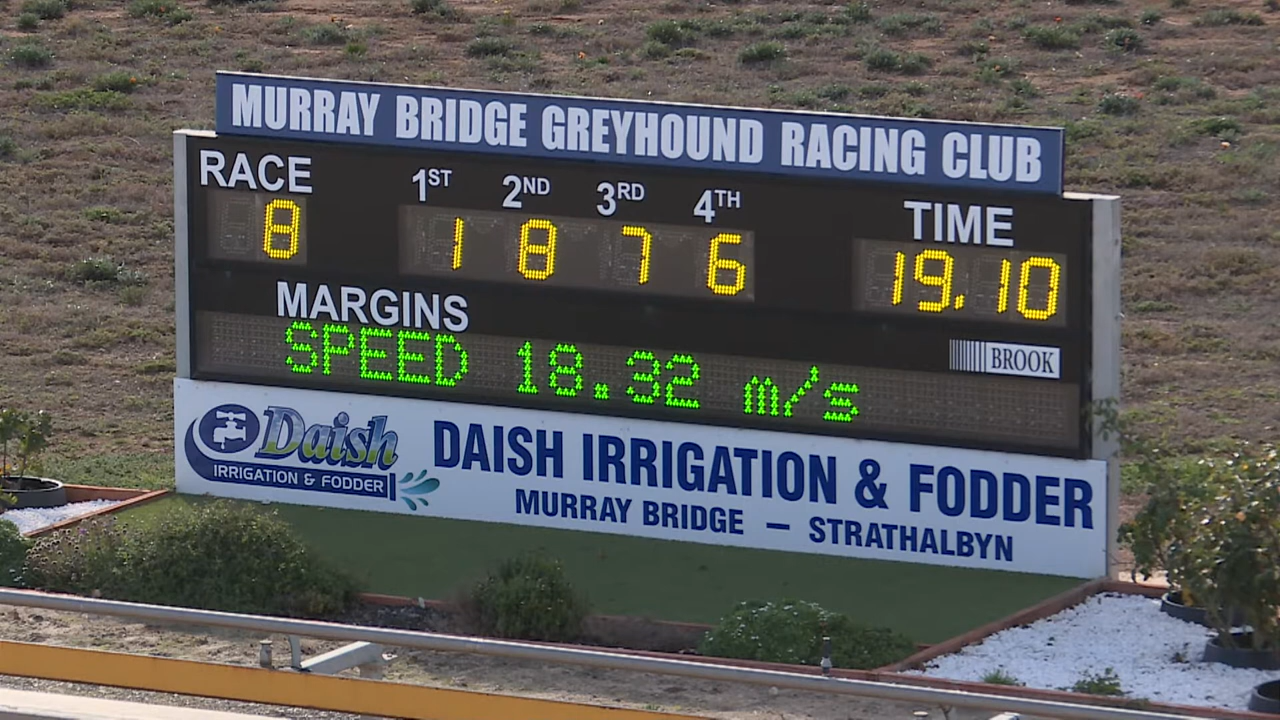 MURRAY BRIDGE GREYHOUND RACING CLUB
RACE 1ST 2ND 3RD 4TH TIME
8 1 8 7 6 19.10
MARGINS
BROOK
SPEED 18.32 m/s
Daish
IRRIGATION & FODDER
DAISH IRRIGATION & FODDER
MURRAY BRIDGE – STRATHALBYN